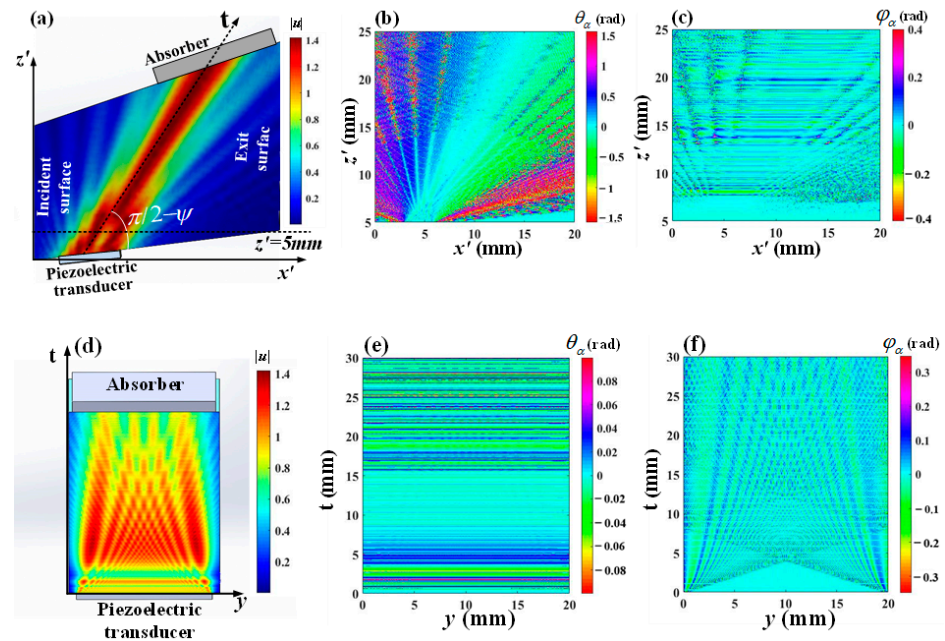 (a)
|u|
t
Absorber
z'
1.4
1.2
1
0.8
0.6
0.4
0.2
Incident
surface
Exit
surfac
π/2−ψ
z'=5mm
Piezoelectric
transducer
x'
(b)
θα (rad)
25
20
15
10
5
z' (mm)
0 5 10 15 20
x' (mm)
1.5
1
0.5
0
−0.5
−1
−1.5
(c)
φα (rad)
25
20
15
10
5
z' (mm)
0 5 10 15 20
x' (mm)
0.4
0.2
0
−0.2
−0.4
(d)
|u|
t
Absorber
1.4
1.2
1
0.8
0.6
0.4
0.2
y
Piezoelectric
transducer
(e)
θα (rad)
30
25
20
15
10
5
0
t (mm)
0 5 10 15 20
y (mm)
0.08
0.06
0.04
0.02
0
−0.02
−0.04
−0.06
−0.08
(f)
φα (rad)
30
25
20
15
10
5
0
t (mm)
0 5 10 15 20
y (mm)
0.3
0.2
0.1
0
−0.1
−0.2
−0.3